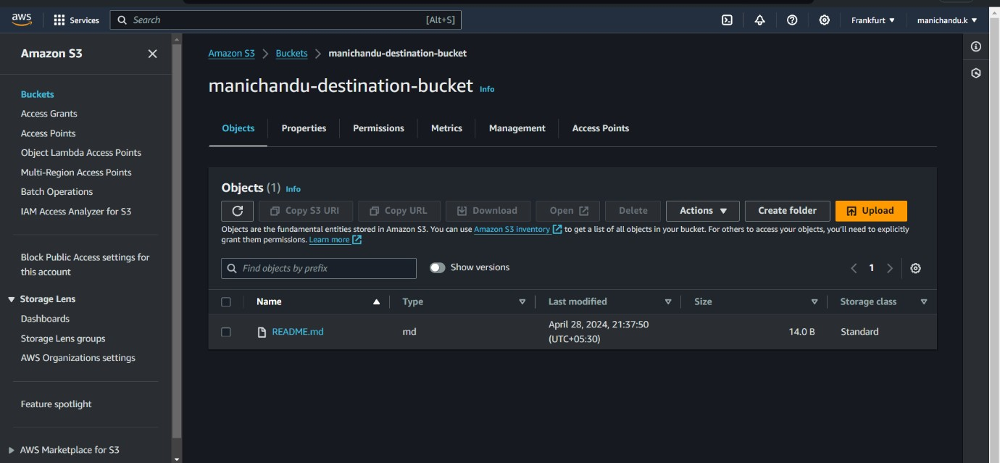 aws
Services
Search
[Alt+S]
Frankfurt
manichandu.k
Amazon S3
Buckets
Access Grants
Access Points
Object Lambda Access Points
Multi-Region Access Points
Batch Operations
IAM Access Analyzer for S3
Block Public Access settings for
this account
Storage Lens
Dashboards
Storage Lens groups
AWS Organizations settings
Feature spotlight
AWS Marketplace for S3
Amazon S3 > Buckets > manichandu-destination-bucket
manichandu-destination-bucket Info
Objects Properties Permissions Metrics Management Access Points
Objects (1) Info
Copy S3 URI Copy URL Download Open Delete Actions Create folder Upload
Objects are the fundamental entities stored in Amazon S3. You can use Amazon S3 inventory to get a list of all objects in your bucket. For others to access your objects, you'll need to explicitly
grant them permissions. Learn more
Find objects by prefix
Show versions
1
Name Type Last modified Size Storage class
README.md md April 28, 2024, 21:37:50
(UTC+05:30) 14.0 B Standard